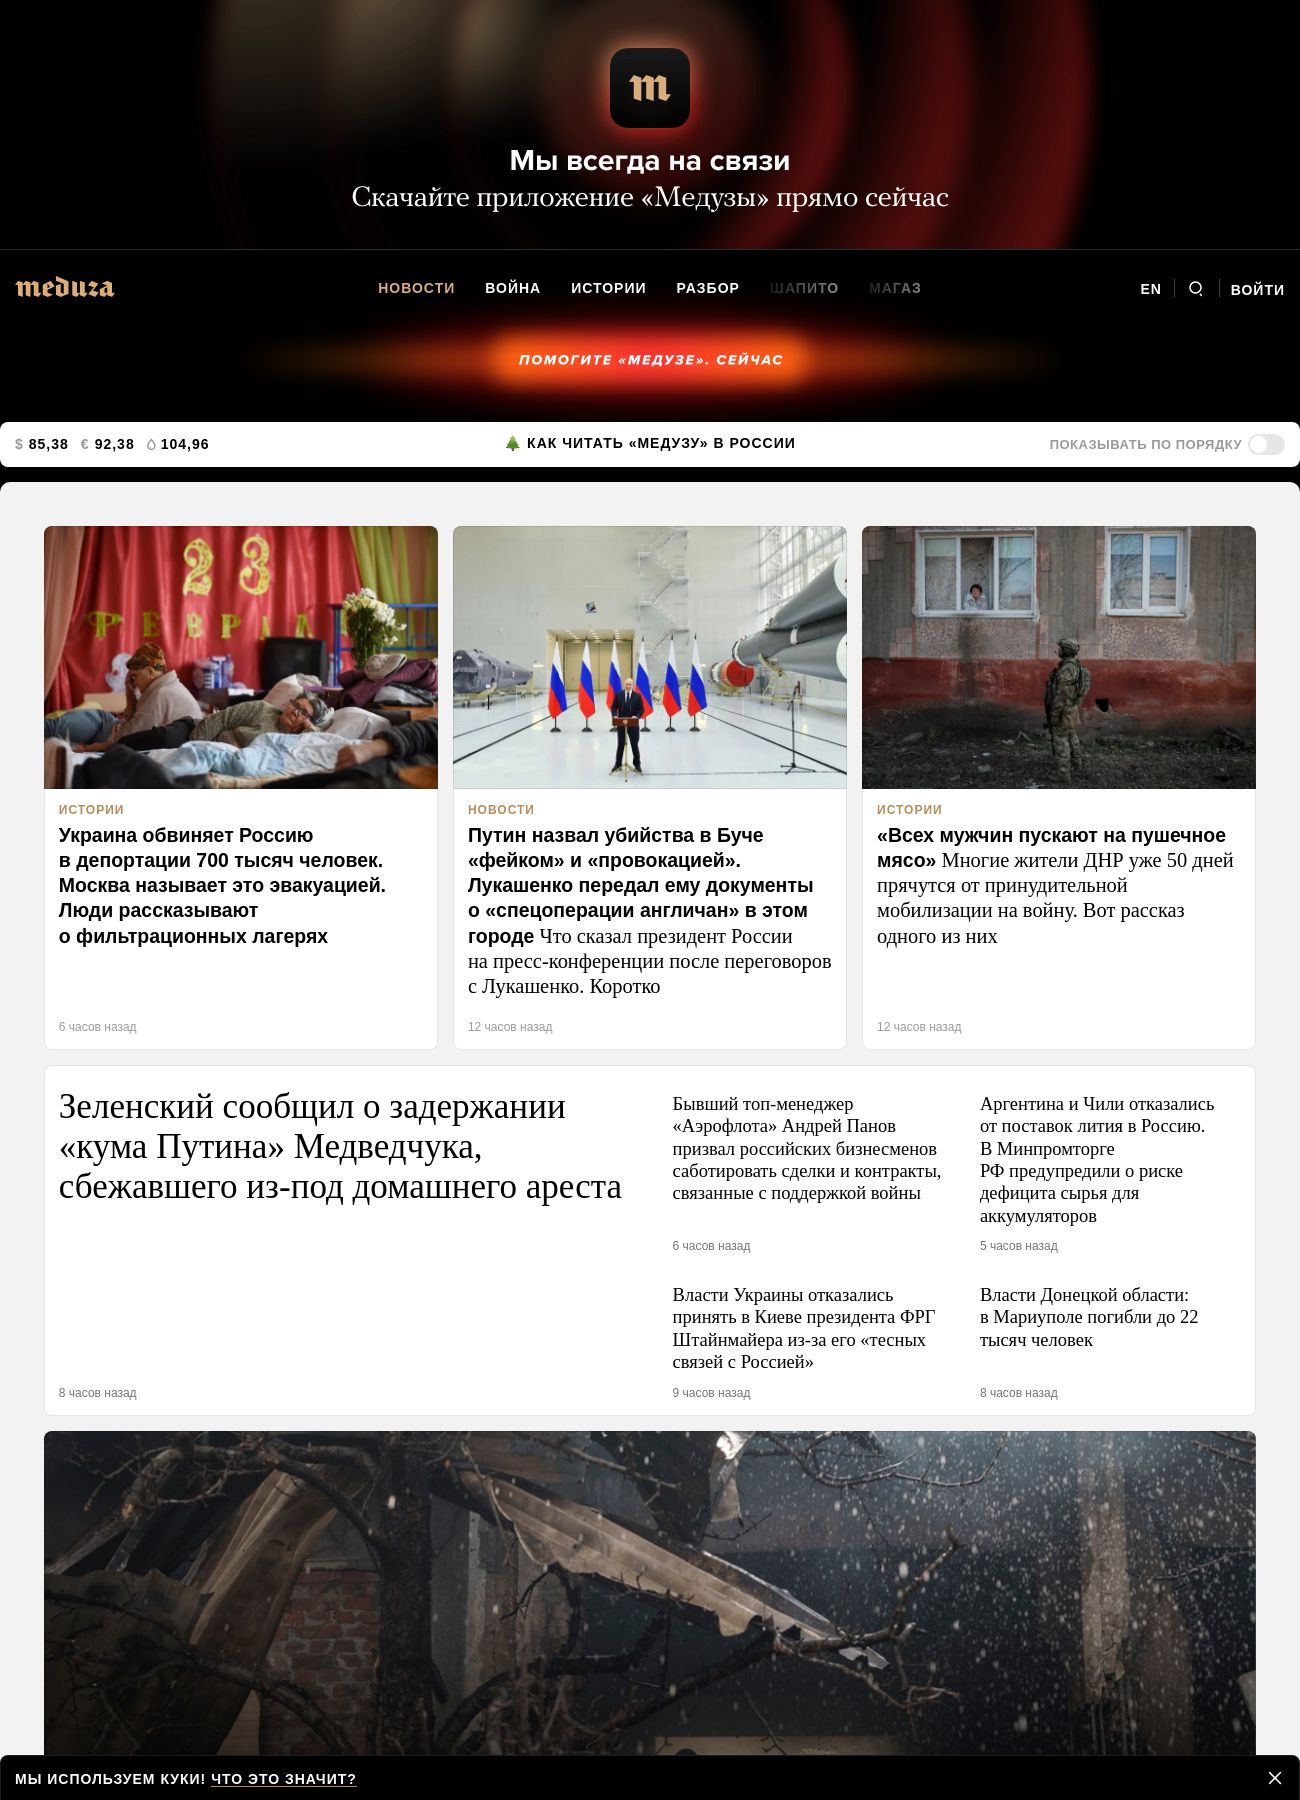 m
Мы всегда на связи
Скачайте приложение «Медузы» прямо сейчас
meduza
НОВОСТИ ВОЙНА ИСТОРИИ РАЗБОР ШАПИТО МАГАЗ
EN ВОЙТИ
ПОМОГИТЕ «МЕДУЗЕ». СЕЙЧАС
$ 85,38 € 92,38 104,96
КАК ЧИТАТЬ «МЕДУЗУ» В РОССИИ
ПОКАЗЫВАТЬ ПО ПОРЯДКУ
23
ФЕВРАЛ
ИСТОРИИ
Украина обвиняет Россию
в депортации 700 тысяч человек.
Москва называет это эвакуацией.
Люди рассказывают
о фильтрационных лагерях
6 часов назад
НОВОСТИ
Путин назвал убийства в Буче
«фейком» и «провокацией».
Лукашенко передал ему документы
о «спецоперации англичан» в этом
городе Что сказал президент России
на пресс-конференции после переговоров
с Лукашенко. Коротко
12 часов назад
ИСТОРИИ
«Всех мужчин пускают на пушечное
мясо» Многие жители ДНР уже 50 дней
прячутся от принудительной
мобилизации на войну. Вот рассказ
одного из них
12 часов назад
Зеленский сообщил о задержании
«кума Путина» Медведчука,
сбежавшего из-под домашнего ареста
8 часов назад
Бывший топ-менеджер
«Аэрофлота» Андрей Панов
призвал российских бизнесменов
саботировать сделки и контракты,
связанные с поддержкой войны
6 часов назад
Аргентина и Чили отказались
от поставок лития в Россию.
В Минпромторге
РФ предупредили о риске
дефицита сырья для
аккумуляторов
5 часов назад
Власти Украины отказались
принять в Киеве президента ФРГ
Штайнмайера из-за его «тесных
связей с Россией»
9 часов назад
Власти Донецкой области:
в Мариуполе погибли до 22
тысяч человек
8 часов назад
МЫ ИСПОЛЬЗУЕМ КУКИ! ЧТО ЭТО ЗНАЧИТ?